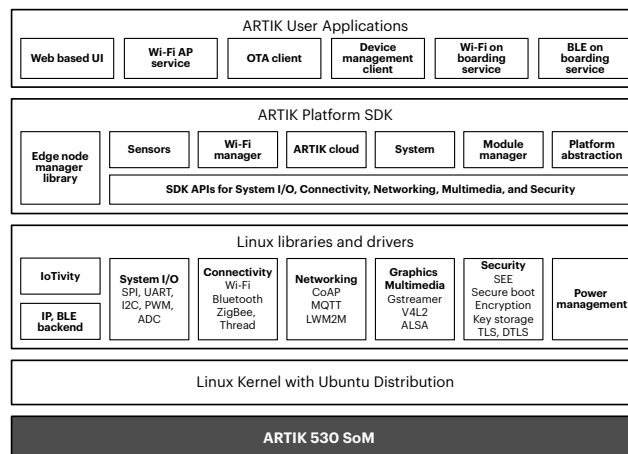 ARTIK User Applications
Web based UI
Wi-Fi AP
service
OTA client
Device
management
client
Wi-Fi on
boarding
service
BLE on
boarding
service
ARTIK Platform SDK
Edge node
manager
library
Sensors
Wi-Fi
manager
ARTIK cloud
System
Module
manager
Platform
abstraction
SDK APIs for System I/O, Connectivity, Networking, Multimedia, and Security
Linux libraries and drivers
IoTivity
IP, BLE
backend
System I/O
SPI, UART,
I2C, PWM,
ADC
Connectivity
Wi-Fi
Bluetooth
ZigBee,
Thread
Networking
CoAP
MQTT
LWM2M
Graphics
Multimedia
Gstreamer
V4L2
ALSA
Security
SEE
Secure boot
Encryption
Key storage
TLS, DTLS
Power
management
Linux Kernel with Ubuntu Distribution
ARTIK 530 SoM